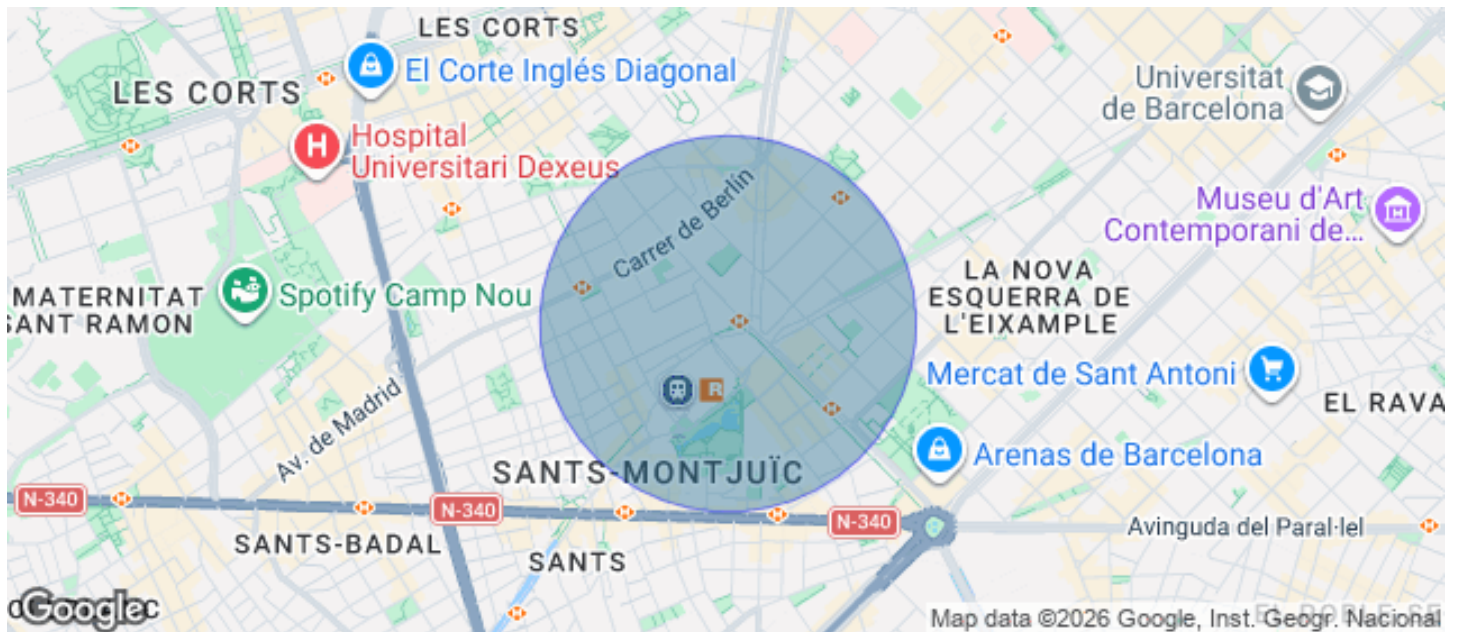 LES CORTS
El Corte Inglés Diagonal
LES CORTS
Universitat
de Barcelona
Hospital
Universitari Dexeus
Carrer de Berlín
Museu d'Art
Contemporani de...
LA NOVA
ESQUERRA DE
L'EIXAMPLE
MATERNITAT
SANT RAMON
Spotify Camp Nou
R
Mercat de Sant Antoni
EL RAVA
Av. de Madrid
Arenas de Barcelona
SANTS-MONTJUÏC
N-340
N-340
N-340
Avinguda del Paral·lel
SANTS-BADAL
SANTS
Google
Map data ©2026 Google, Inst. Geogr. Nacional